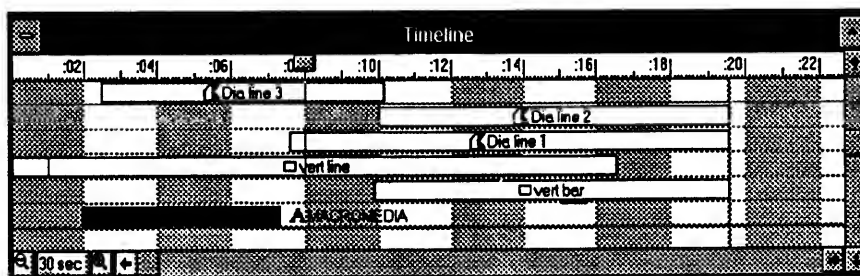 Timeline
:02 :04 :06 :10 :12 :14 :16 :18 :20 :22
Dia line 3
Dia line 2
Dia line 1
vert line
vert bar
A MACROMEDIA
30 sec